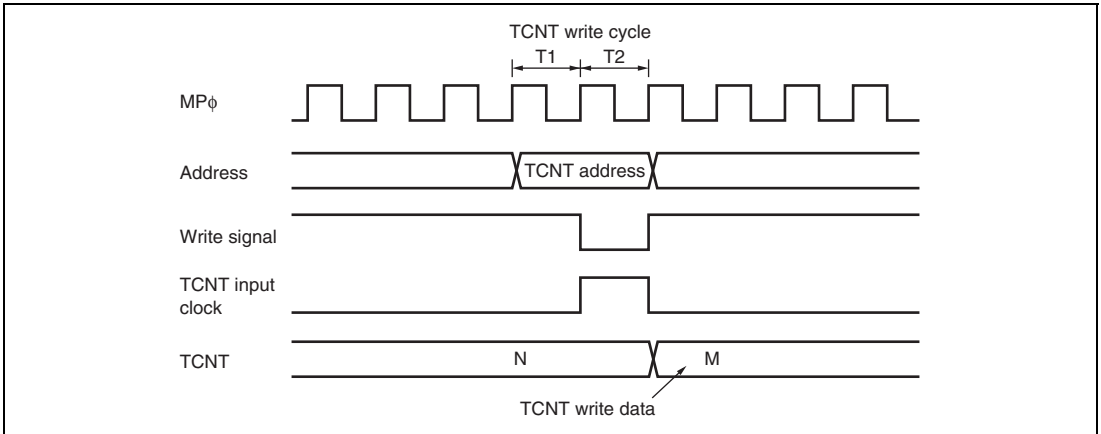 TCNT write cycle
T1 T2
MPϕ
Address
TCNT address
Write signal
TCNT input
clock
TCNT
N
M
TCNT write data